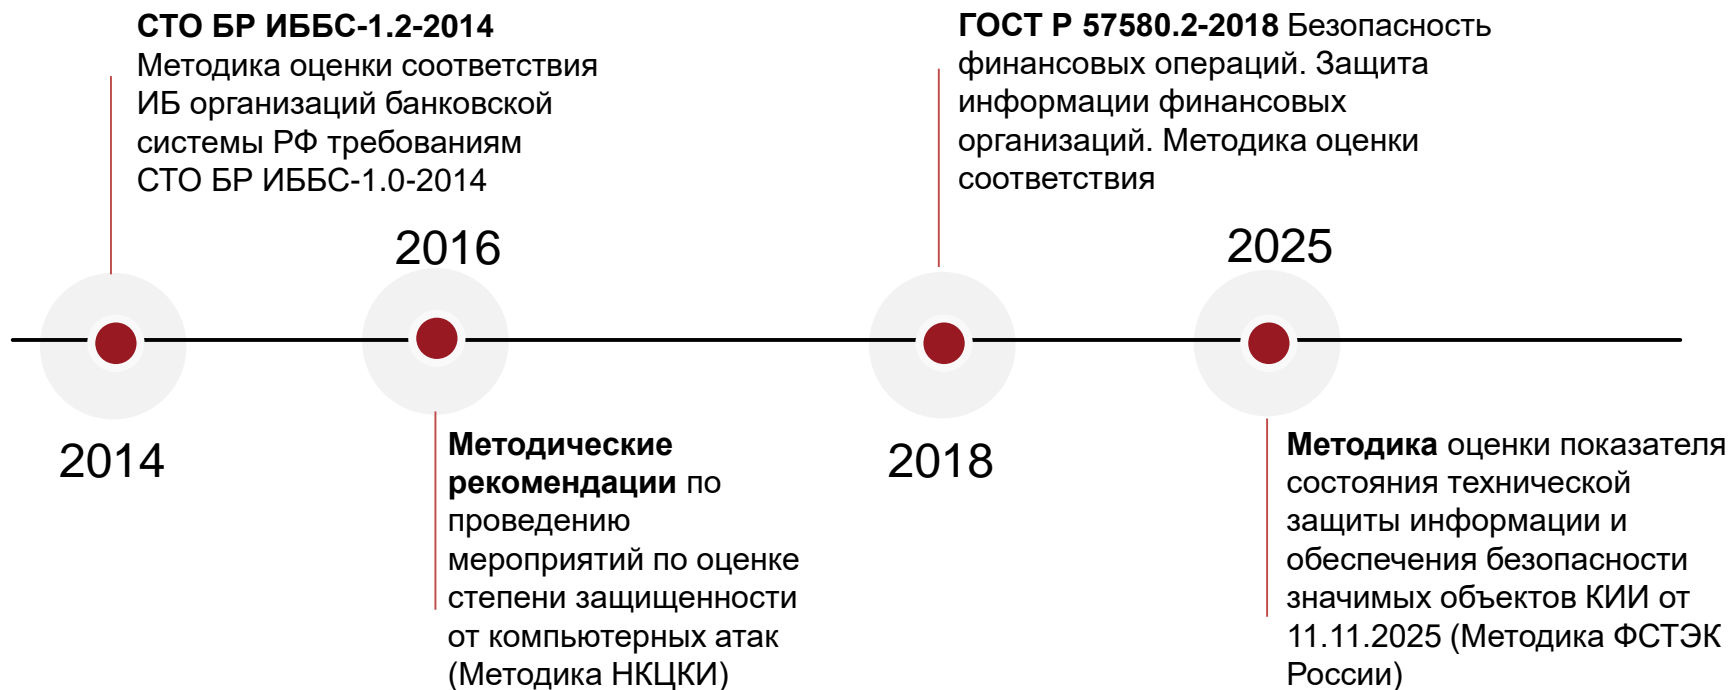 СТО БР ИББС-1.2-2014
Методика оценки соответствия
ИБ организаций банковской
системы РФ требованиям
СТО БР ИББС-1.0-2014
2014
2016
Методические
рекомендации по
проведению
мероприятий по оценке
степени защищенности
от компьютерных атак
(Методика НКЦКИ)
ГОСТ Р 57580.2-2018 Безопасность
финансовых операций. Защита
информации финансовых
организаций. Методика оценки
соответствия
2018
2025
Методика оценки показателя
состояния технической
защиты информации и
обеспечения безопасности
значимых объектов КИИ от
11.11.2025 (Методика ФСТЭК
России)